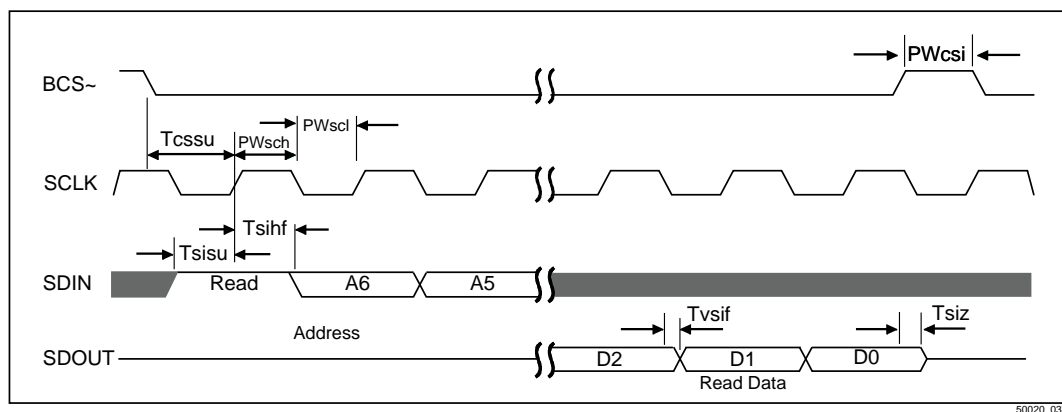 PWcsi
BCS~
Tcssu
PWsch
PWscl
SCLK
Tsihf
Tsisu
SDIN
Read
A6
A5
Address
Tvsif
Tsiz
SDOUT
D2
D1
D0
Read Data
50020_03